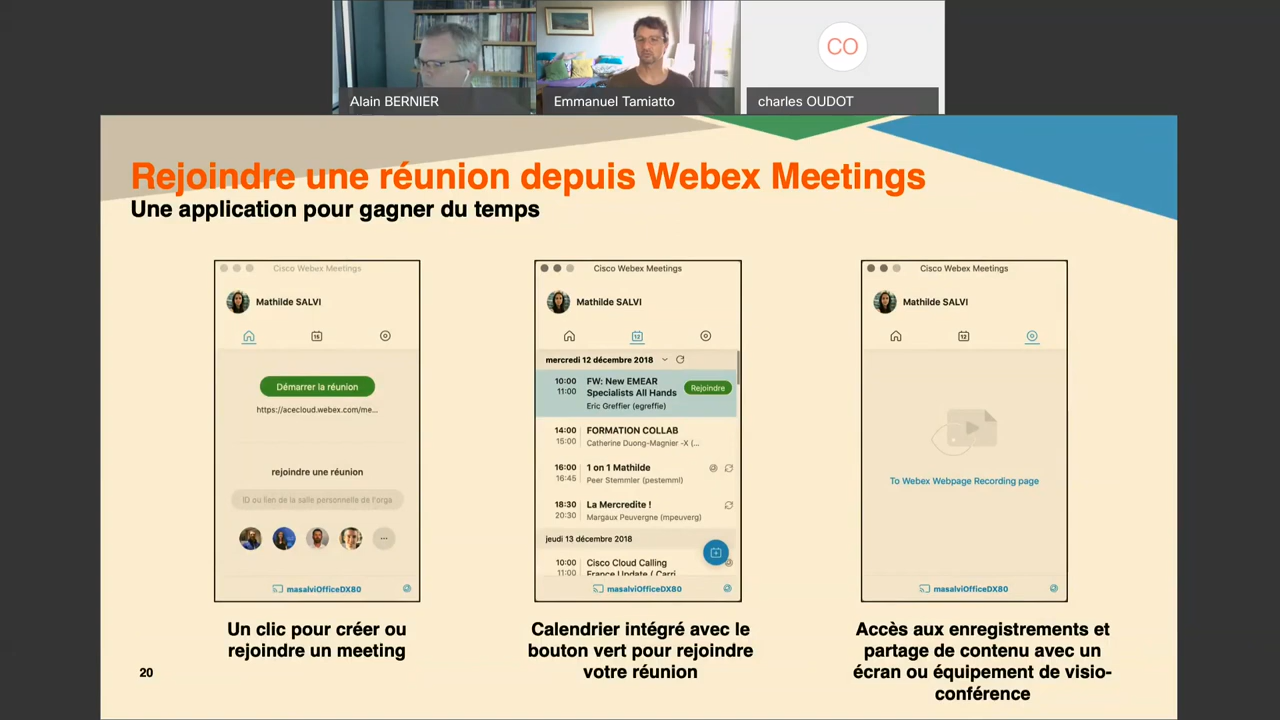 Alain BERNIER
Emmanuel Tamiatto
CO
charles OUDOT
Rejoindre une réunion depuis Webex Meetings
Une application pour gagner du temps
Cisco Webex Meetings
Mathilde SALVI
15
Démarrer la réunion
https://acecloud.webex.com/me...
rejoindre une réunion
ID ou lien de la salle personnelle de l'orga
...
masalviOfficeDX80
Un clic pour créer ou
rejoindre un meeting
Cisco Webex Meetings
Mathilde SALVI
12
mercredi 12 décembre 2018
10:00 FW: New EMEAR
11:00 Specialists All Hands Rejoindre
Eric Greffier (egreffie)
14:00 FORMATION COLLAB
15:00 Catherine Duong-Magnier -X (...
16:00 1 on 1 Mathilde
16:45 Peer Stemmler (pestemml)
18:30 La Mercredite !
20:30 Margaux Peuvergne (mpeuverg)
jeudi 13 décembre 2018
10:00 Cisco Cloud Calling
11:00 France Update ( Carri
masalviOfficeDX80
Calendrier intégré avec le
bouton vert pour rejoindre
votre réunion
Cisco Webex Meetings
Mathilde SALVI
12
To Webex Webpage Recording page
masalviOfficeDX80
Accès aux enregistrements et
partage de contenu avec un
écran ou équipement de visio-
conférence
20